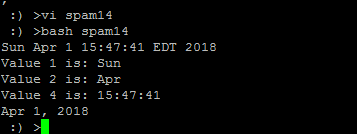 :) >vi spam14
:) >bash spam14
Sun Apr 1 15:47:41 EDT 2018
Value 1 is: Sun
Value 2 is: Apr
Value 4 is: 15:47:41
Apr 1, 2018
:) >